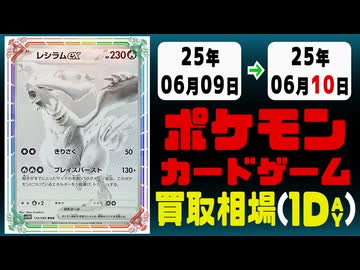 レシラムex HP230
きりさく 50
ブレイズバースト 130+
25年
06月09日
25年
06月10日
ポケモン
カードゲーム
買取相場(1D)